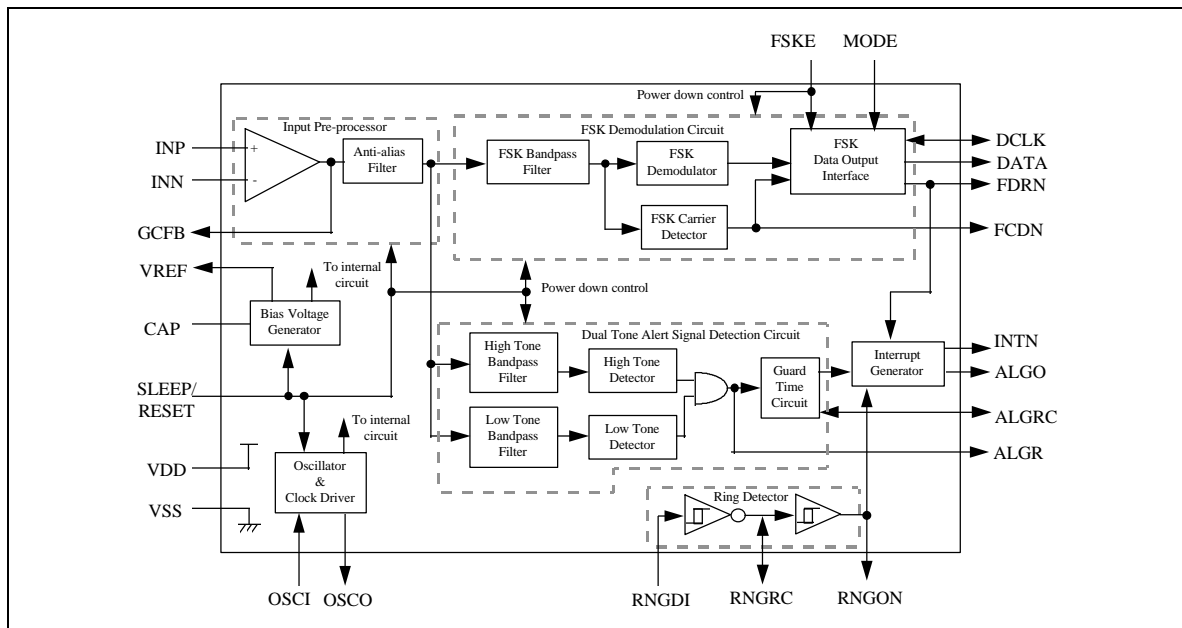 FSKE MODE
Power down control
Input Pre-processor
FSK Demodulation Circuit
INP
+
INN
-
Anti-alias
Filter
FSK Bandpass
Filter
FSK
Demodulator
FSK
Data Output
Interface
DCLK
DATA
FDRN
GCFB
FSK Carrier
Detector
FCDN
VREF
To internal
circuit
Power down control
CAP
Bias Voltage
Generator
Dual Tone Alert Signal Detection Circuit
High Tone
Bandpass
Filter
High Tone
Detector
Guard
Time
Circuit
Interrupt
Generator
INTN
ALGO
SLEEP/
RESET
To internal
circuit
Low Tone
Bandpass
Filter
Low Tone
Detector
ALGRC
ALGR
VDD
Oscillator
&
Clock Driver
VSS
Ring Detector
OSCI OSCO RNGDI RNGRC RNGON